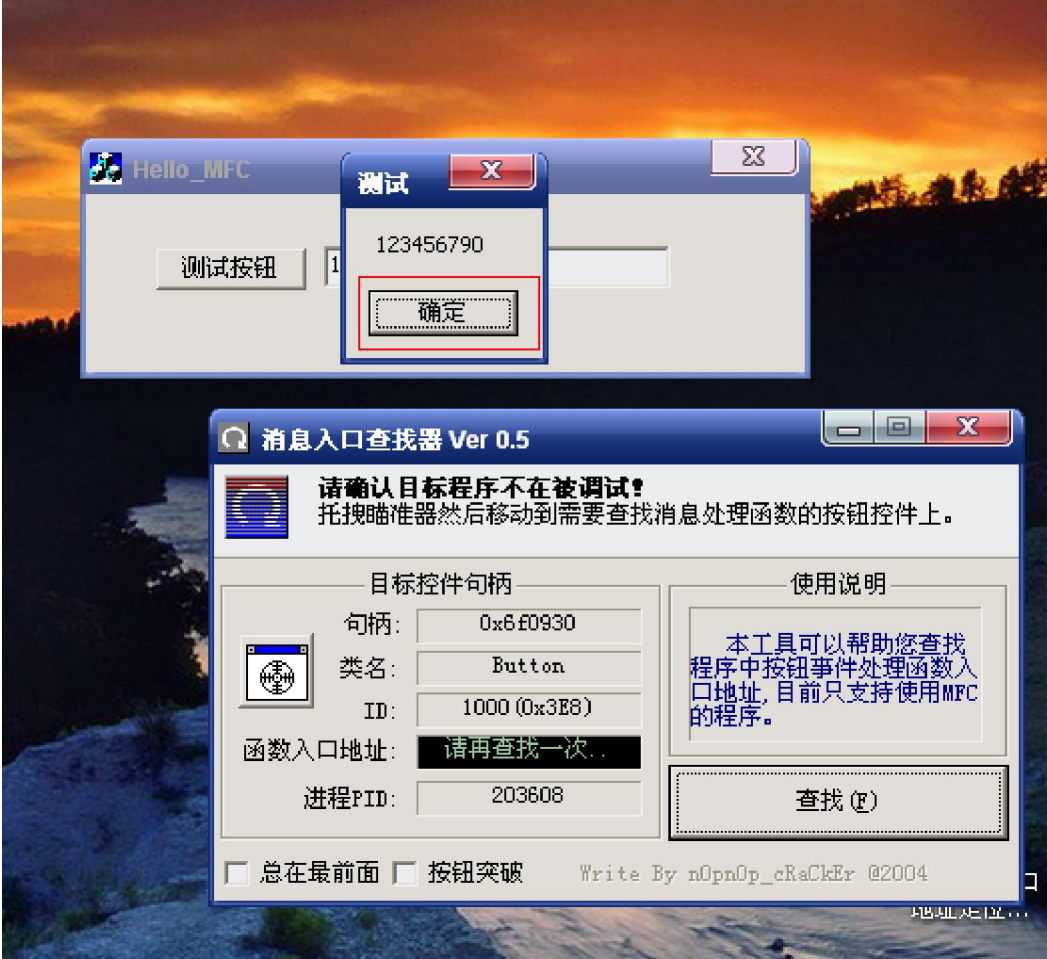 Hello_MFC
测试
123456790
测试按钮
1
确定
消息入口查找器 Ver 0.5
请确认目标程序不在被调试!
托拽瞄准器然后移动到需要查找消息处理函数的按钮控件上。
目标控件句柄
句柄: 0x6f0930
类名: Button
ID: 1000(0x3E8)
函数入口地址: 请再查找一次..
进程PID: 203608
使用说明
本工具可以帮助您查找
程序中按钮事件处理函数入
口地址,目前只支持使用MFC
的程序。
查找(F)
总在最前面
按钮突破
Write By nOpnOp_cRaCkEr @2004
口
地址定位...